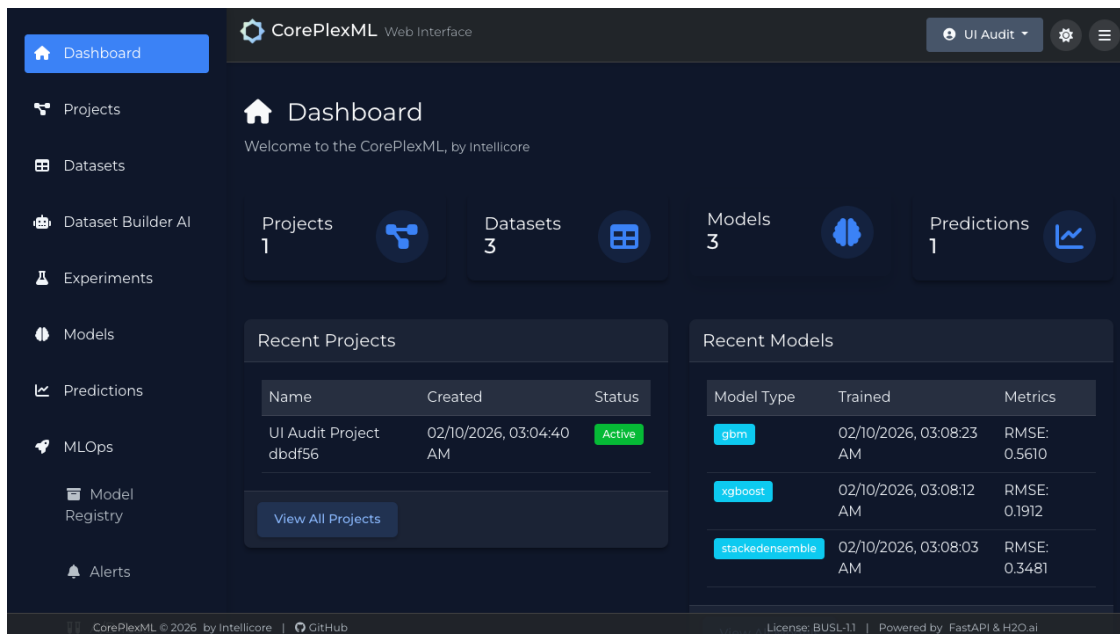 CorePlexML Web Interface
UI Audit
Dashboard
Projects
Datasets
Dataset Builder AI
Experiments
Models
Predictions
MLOps
Model
Registry
Alerts
Dashboard
Welcome to the CorePlexML, by Intellicore
Projects
1
Datasets
3
Models
3
Predictions
1
Recent Projects
Name Created Status
UI Audit Project 02/10/2026, 03:04:40 Active
dbdf56 AM
View All Projects
Recent Models
Model Type Trained Metrics
gbm 02/10/2026, 03:08:23 RMSE:
AM 0.5610
xgboost 02/10/2026, 03:08:12 RMSE:
AM 0.1912
stackedensemble 02/10/2026, 03:08:03 RMSE:
AM 0.3481
CorePlexML © 2026 by Intellicore | GitHub
License: BUSL-1.1 | Powered by FastAPI & H2O.ai